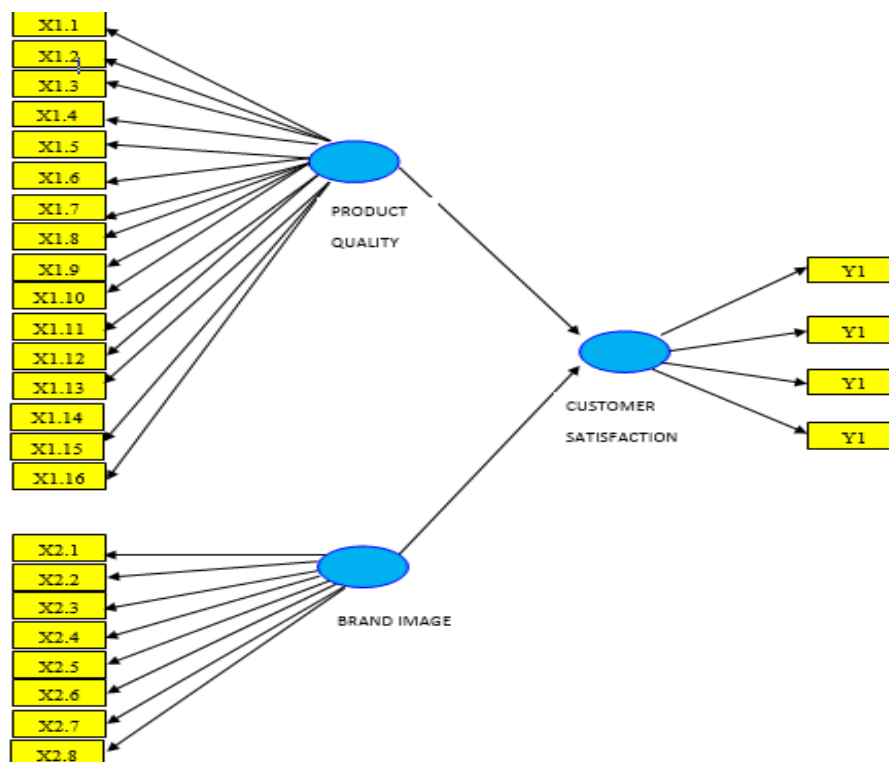 X1.1
X1.2
X1.3
X1.4
X1.5
X1.6
X1.7
X1.8
X1.9
X1.10
X1.11
X1.12
X1.13
X1.14
X1.15
X1.16
PRODUCT
QUALITY
Y1
Y1
Y1
Y1
CUSTOMER
SATISFACTION
X2.1
X2.2
X2.3
X2.4
X2.5
X2.6
X2.7
X2.8
BRAND IMAGE